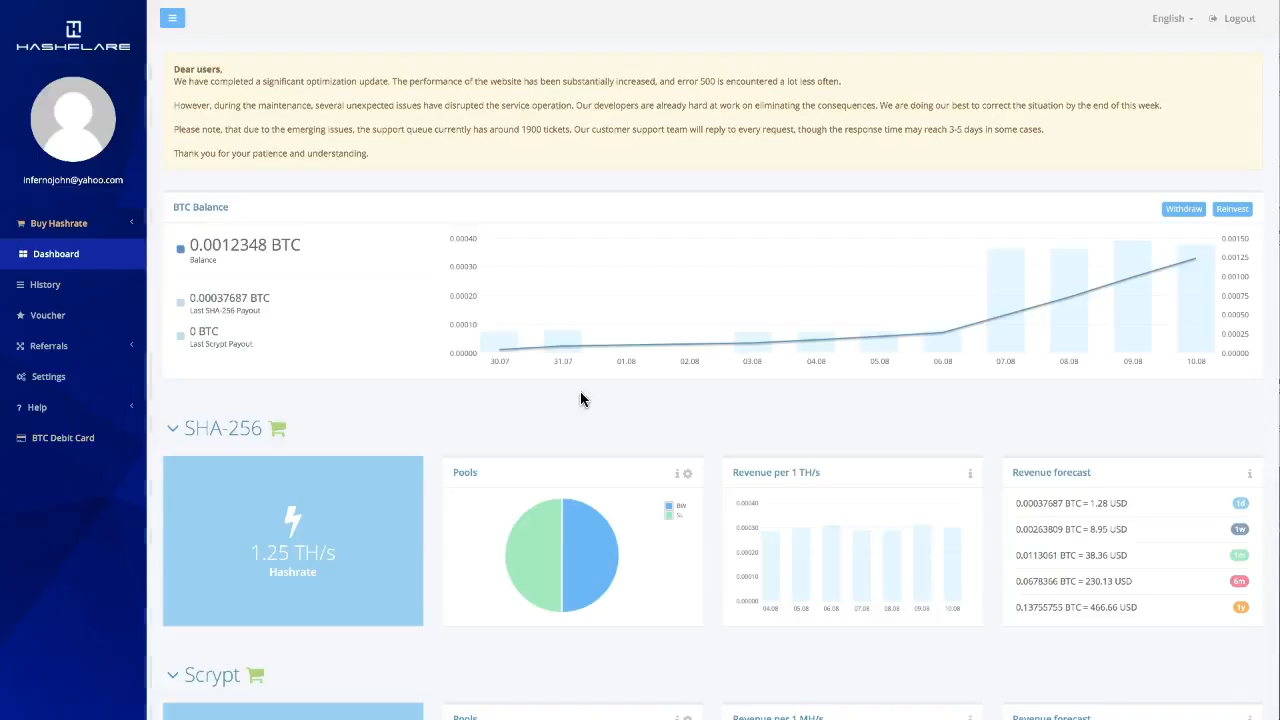 HASHFLARE
infernojohn@yahoo.com
Buy Hashrate
Dashboard
History
Voucher
Referrals
Settings
? Help
BTC Debit Card
English
Logout
Dear users,
We have completed a significant optimization update. The performance of the website has been substantially increased, and error 500 is encountered a lot less often.
However, during the maintenance, several unexpected issues have disrupted the service operation. Our developers are already hard at work on eliminating the consequences. We are doing our best to correct the situation by the end of this week.
Please note, that due to the emerging issues, the support queue currently has around 1900 tickets. Our customer support team will reply to every request, though the response time may reach 3-5 days in some cases.
Thank you for your patience and understanding.
BTC Balance
Withdraw
Reinvest
0.0012348 BTC
Balance
0.00037687 BTC
Last SHA-256 Payout
0 BTC
Last Scrypt Payout
0.00040
0.00030
0.00020
0.00010
0.00000
0.00150
0.00125
0.00100
0.00075
0.00050
0.00025
0.00000
30.07 31.07 01.08 02.08 03.08 04.08 05.08 06.08 07.08 08.08 09.08 10.08
SHA-256
1.25 TH/s
Hashrate
Pools
BW
SL
Revenue per 1 TH/s
0.00040
0.00030
0.00020
0.00010
0.00000
04.08 05.08 06.08 07.08 08.08 09.08 10.08
Revenue forecast
0.00037687 BTC = 1.28 USD 1d
0.00263809 BTC = 8.95 USD 1w
0.0113061 BTC = 38.36 USD 1m
0.0678366 BTC = 230.13 USD 6m
0.13755755 BTC = 466.66 USD 1y
Scrypt
Pools
Revenue per 1 MH/s
Revenue forecast